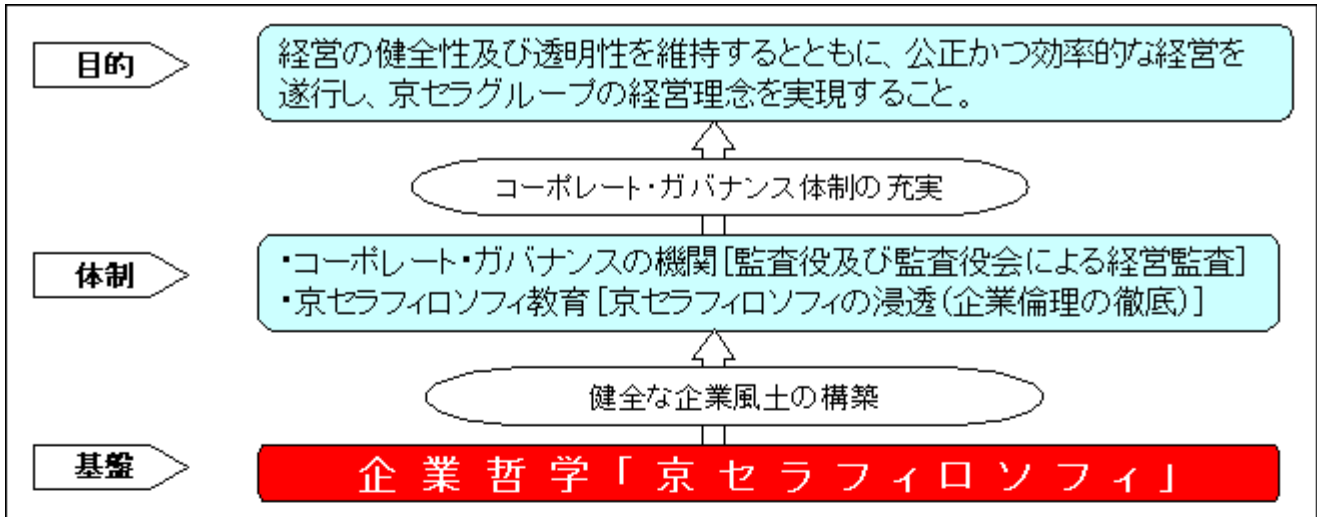 目的
経営の健全性及び透明性を維持するとともに、公正かつ効率的な経営を
遂行し、京セラグループの経営理念を実現すること。
コーポレート・ガバナンス体制の充実
体制
・コーポレート・ガバナンスの機関[監査役及び監査役会による経営監査]
・京セラフィロソフィ教育[京セラフィロソフィの浸透(企業倫理の徹底)]
健全な企業風土の構築
基盤
企業哲学「京セラフィロソフィ」